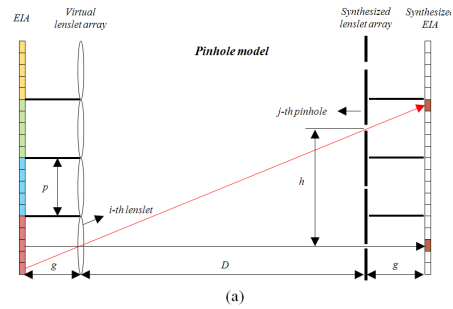 EIA
Virtual
lenslet array
Synthesized
lenslet array
Synthesized
EIA
Pinhole model
j-th pinhole
p
h
i-th lenslet
g
D
g
(a)